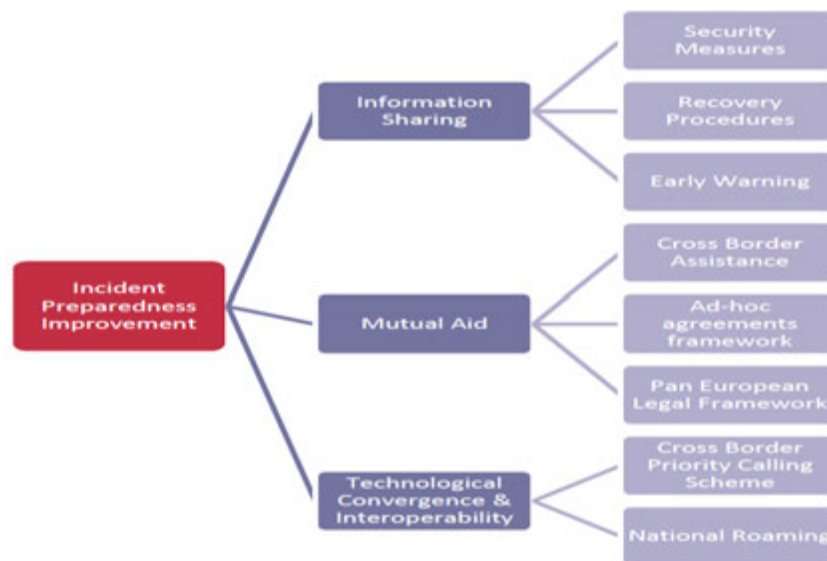 Incident
Preparedness
Improvement
Information
Sharing
Security
Measures
Recovery
Procedures
Early Warning
Mutual Aid
Cross Border
Assistance
Ad-hoc
agreements
framework
Pan European
Legal Framework
Technological
Convergence &
Interoperability
Cross Border
Priority Calling
Scheme
National Roaming